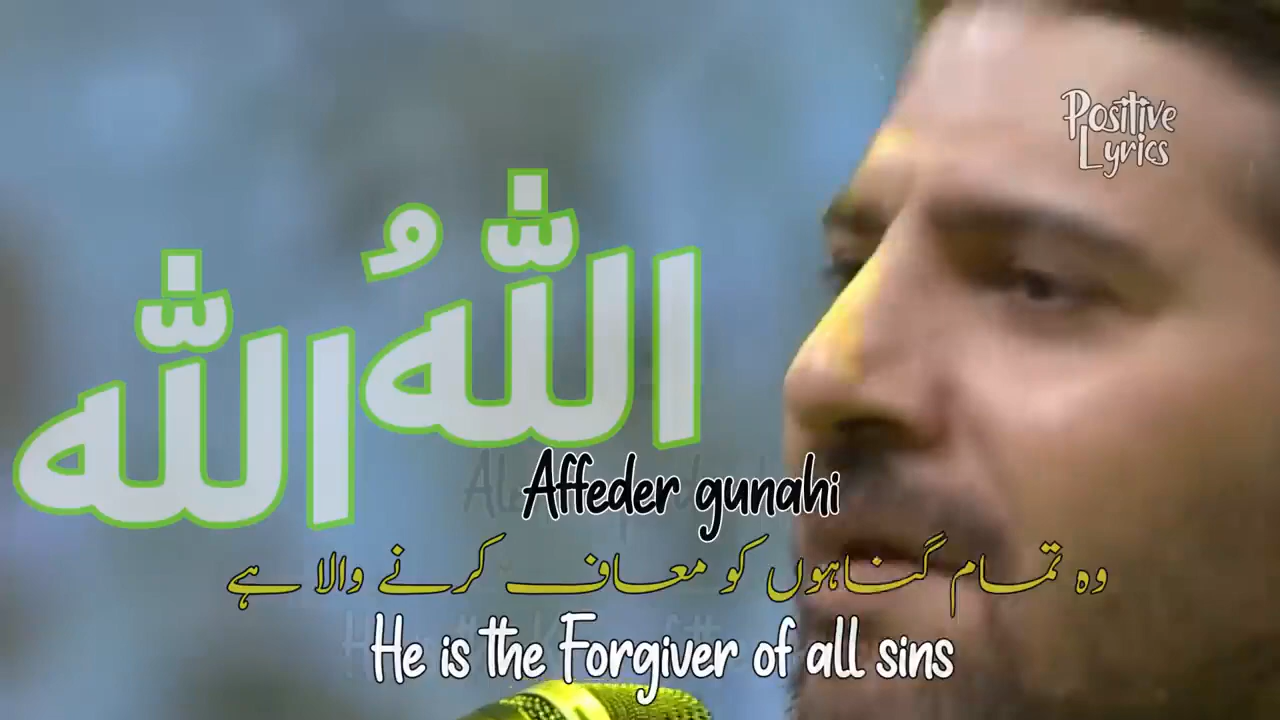 Positive
Lyrics
اللهُ
الله
Affeder gunahi
وہ تمام گناہوں کو معاف کرنے والا ہے
He is the Forgiver of all sins